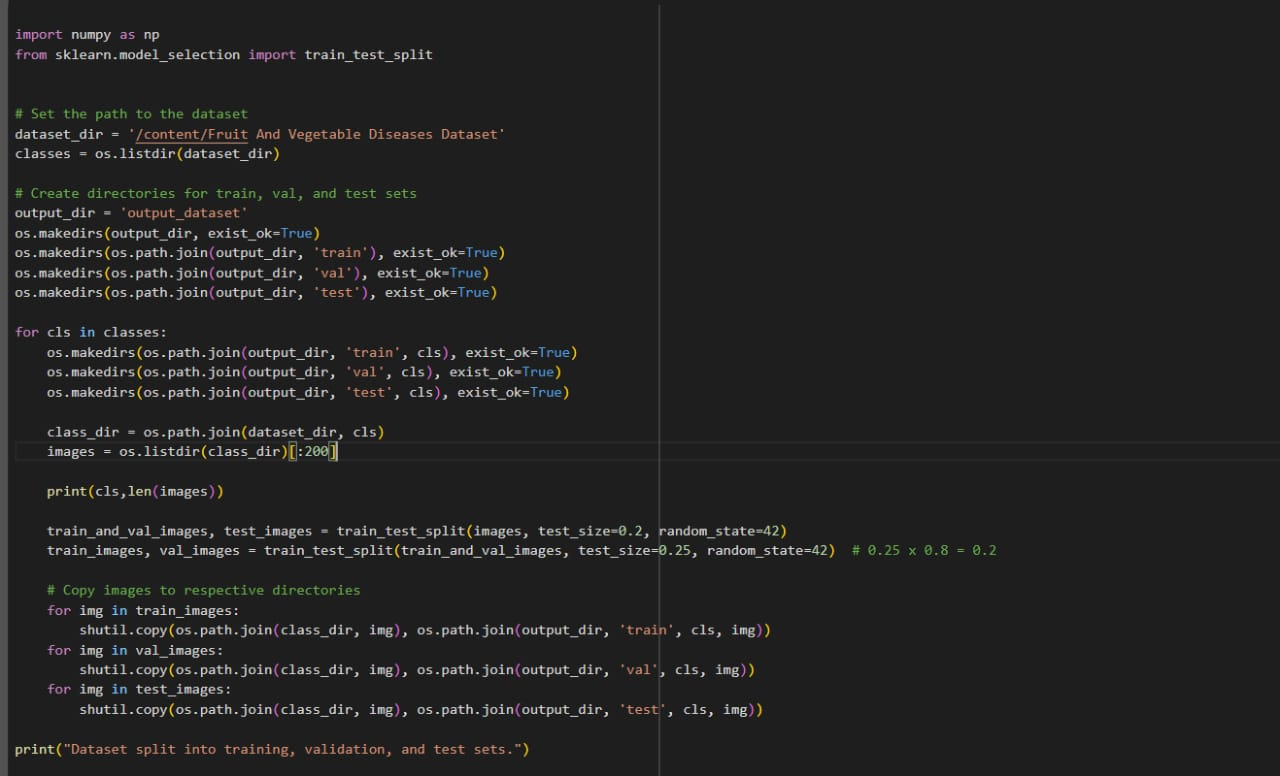 import numpy as np
from sklearn.model_selection import train_test_split
# Set the path to the dataset
dataset_dir = '/content/Fruit And Vegetable Diseases Dataset'
classes = os.listdir(dataset_dir)
# Create directories for train, val, and test sets
output_dir = 'output_dataset'
os.makedirs(output_dir, exist_ok=True)
os.makedirs(os.path.join(output_dir, 'train'), exist_ok=True)
os.makedirs(os.path.join(output_dir, 'val'), exist_ok=True)
os.makedirs(os.path.join(output_dir, 'test'), exist_ok=True)
for cls in classes:
    os.makedirs(os.path.join(output_dir, 'train', cls), exist_ok=True)
    os.makedirs(os.path.join(output_dir, 'val', cls), exist_ok=True)
    os.makedirs(os.path.join(output_dir, 'test', cls), exist_ok=True)
    class_dir = os.path.join(dataset_dir, cls)
    images = os.listdir(class_dir)[:200]
    print(cls,len(images))
    train_and_val_images, test_images = train_test_split(images, test_size=0.2, random_state=42)
    train_images, val_images = train_test_split(train_and_val_images, test_size=0.25, random_state=42)  # 0.25 x 0.8 = 0.2
    # Copy images to respective directories
    for img in train_images:
        shutil.copy(os.path.join(class_dir, img), os.path.join(output_dir, 'train', cls, img))
    for img in val_images:
        shutil.copy(os.path.join(class_dir, img), os.path.join(output_dir, 'val', cls, img))
    for img in test_images:
        shutil.copy(os.path.join(class_dir, img), os.path.join(output_dir, 'test', cls, img))
print("Dataset split into training, validation, and test sets.")